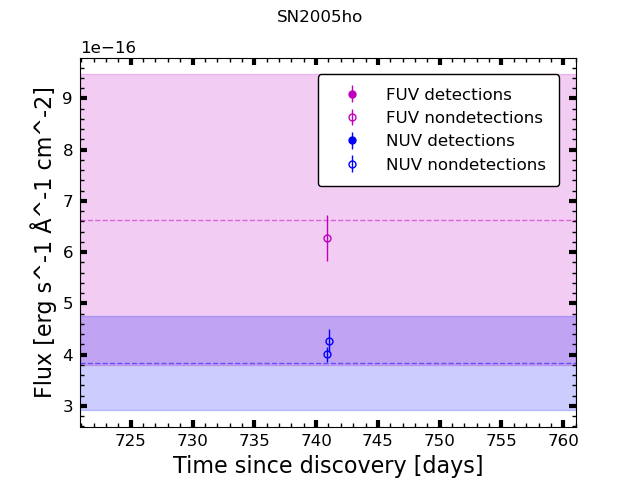 SN2005ho
1e−16
FUV detections
FUV nondetections
NUV detections
NUV nondetections
9
8
7
6
5
4
3
Flux [erg s^-1 Å^-1 cm^-2]
725 730 735 740 745 750 755 760
Time since discovery [days]